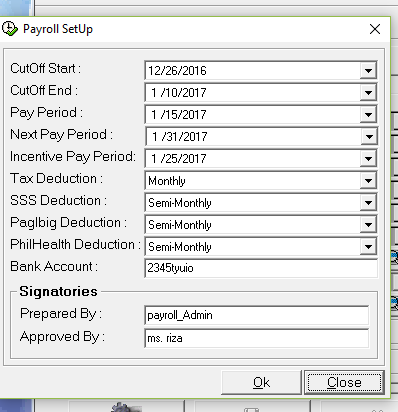 Payroll SetUp
CutOff Start : 12/26/2016
CutOff End : 1 /10/2017
Pay Period : 1 /15/2017
Next Pay Period : 1 /31/2017
Incentive Pay Period: 1 /25/2017
Tax Deduction : Monthly
SSS Deduction : Semi-Monthly
PagIbig Deduction : Semi-Monthly
PhilHealth Deduction : Semi-Monthly
Bank Account : 2345tyuio
Signatories
Prepared By : payroll_Admin
Approved By : ms. riza
Ok Close